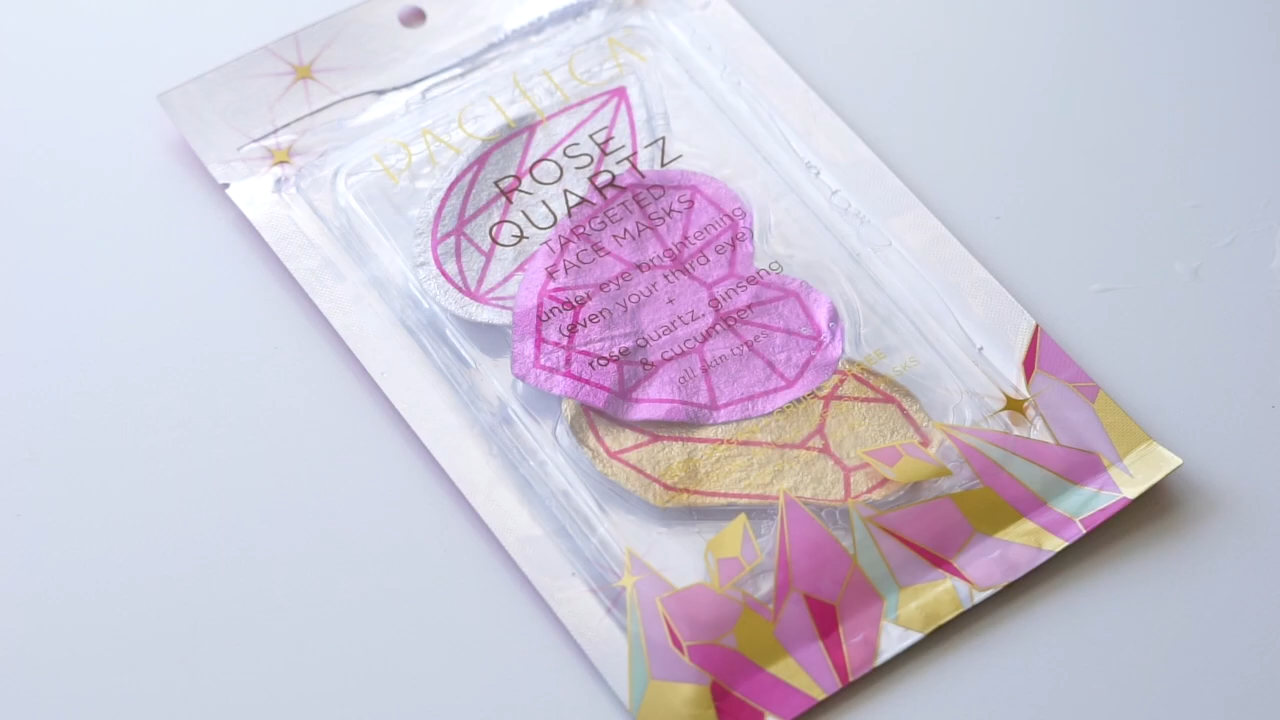 PACIFICA
ROSE
QUARTZ
TARGETED
FACE MASKS
under eye brightening
(even your third eye)
+
rose quartz, ginseng
& cucumber
all skin types
MASKS